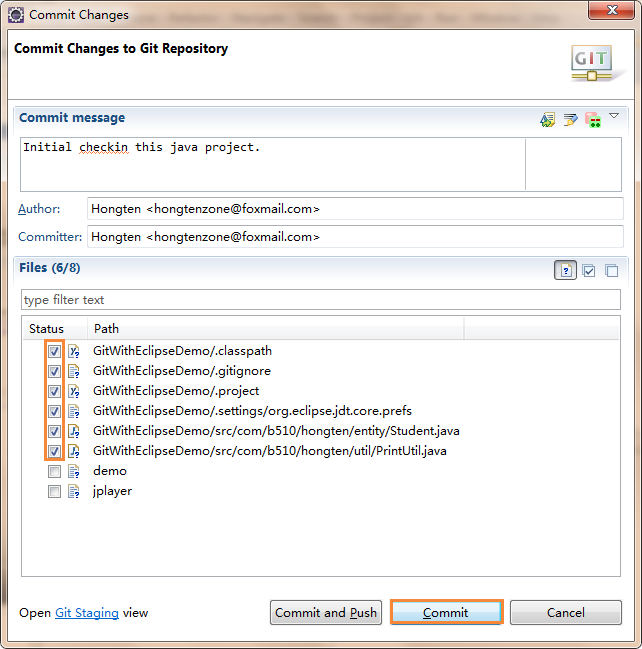 Commit Changes
Commit Changes to Git Repository
GIT
Commit message
Initial checkin this java project.
Author: Hongten <hongtenzone@foxmail.com>
Committer: Hongten <hongtenzone@foxmail.com>
Files (6/8)
type filter text
Status Path
GitWithEclipseDemo/.classpath
GitWithEclipseDemo/.gitignore
GitWithEclipseDemo/.project
GitWithEclipseDemo/.settings/org.eclipse.jdt.core.prefs
GitWithEclipseDemo/src/com/b510/hongten/entity/Student.java
GitWithEclipseDemo/src/com/b510/hongten/util/PrintUtil.java
demo
jplayer
Open Git Staging view Commit and Push Commit Cancel